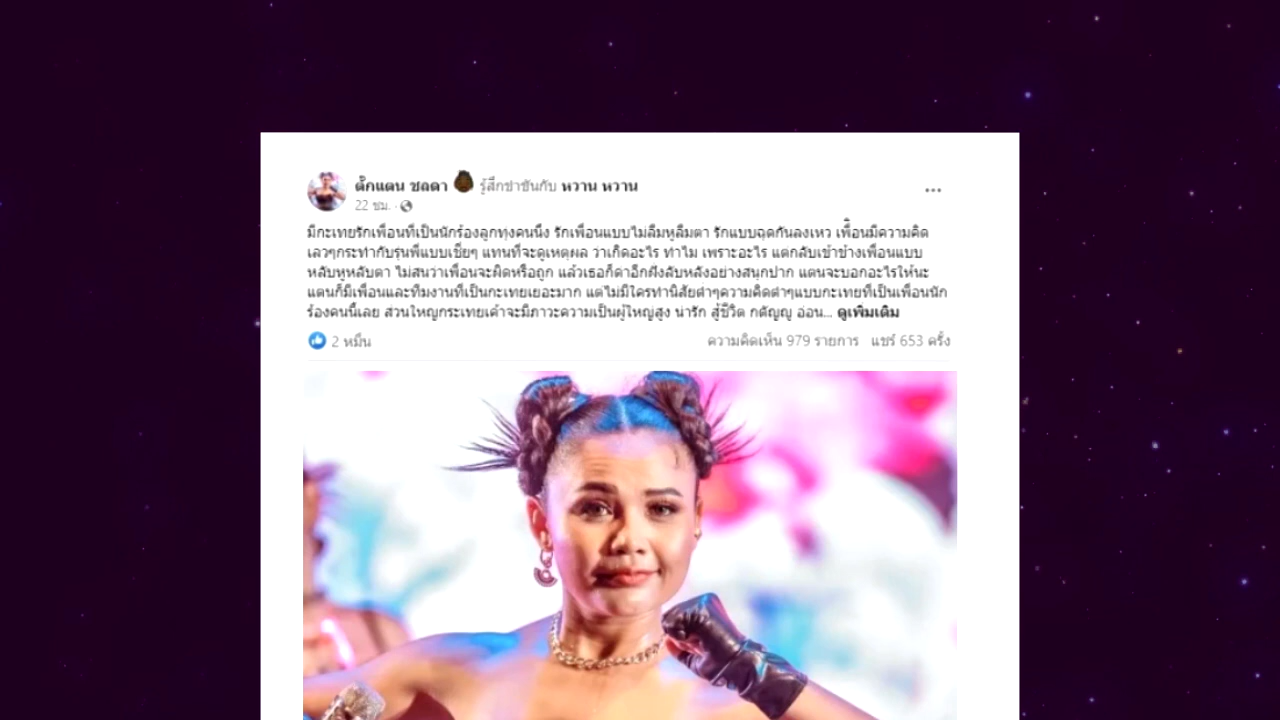 ตั๊กแตน ชลดา รู้สึกขำขันกับ หวาน หวาน
22 ชม.
มีกะเทยรักเพื่อนที่เป็นนักร้องลูกทุ่งคนนึง รักเพื่อนแบบไม่ลืมหูลืมตา รักแบบฉุดกันลงเหว เพื่ิอนมีความคิด
เลวๆกระทำกับรุ่นพี่แบบเชี่ยๆ แทนที่จะดูเหตุผล ว่าเกิดอะไร ทำไม เพราะอะไร แต่กลับเข้าข้างเพื่อนแบบ
หลับหูหลับตา ไม่สนว่าเพื่อนจะผิดหรือถูก แล้วเธอก็ด่าอีกฝั่งลับหลังอย่างสนุกปาก แตนจะบอกอะไรให้นะ
แตนก็มีเพื่อนและทีมงานที่เป็นกะเทยเยอะมาก แต่ไม่มีใครทำนิสัยต่ำๆความคิดต่ำๆแบบกะเทยที่เป็นเพื่อนนัก
ร้องคนนี้เลย ส่วนใหญ่กระเทยเค้าจะมีภาวะความเป็นผู้ใหญ่สูง น่ารัก สู้ชีวิต กตัญญู อ่อน... ดูเพิ่มเติม
2 หมื่น ความคิดเห็น 979 รายการ แชร์ 653 ครั้ง